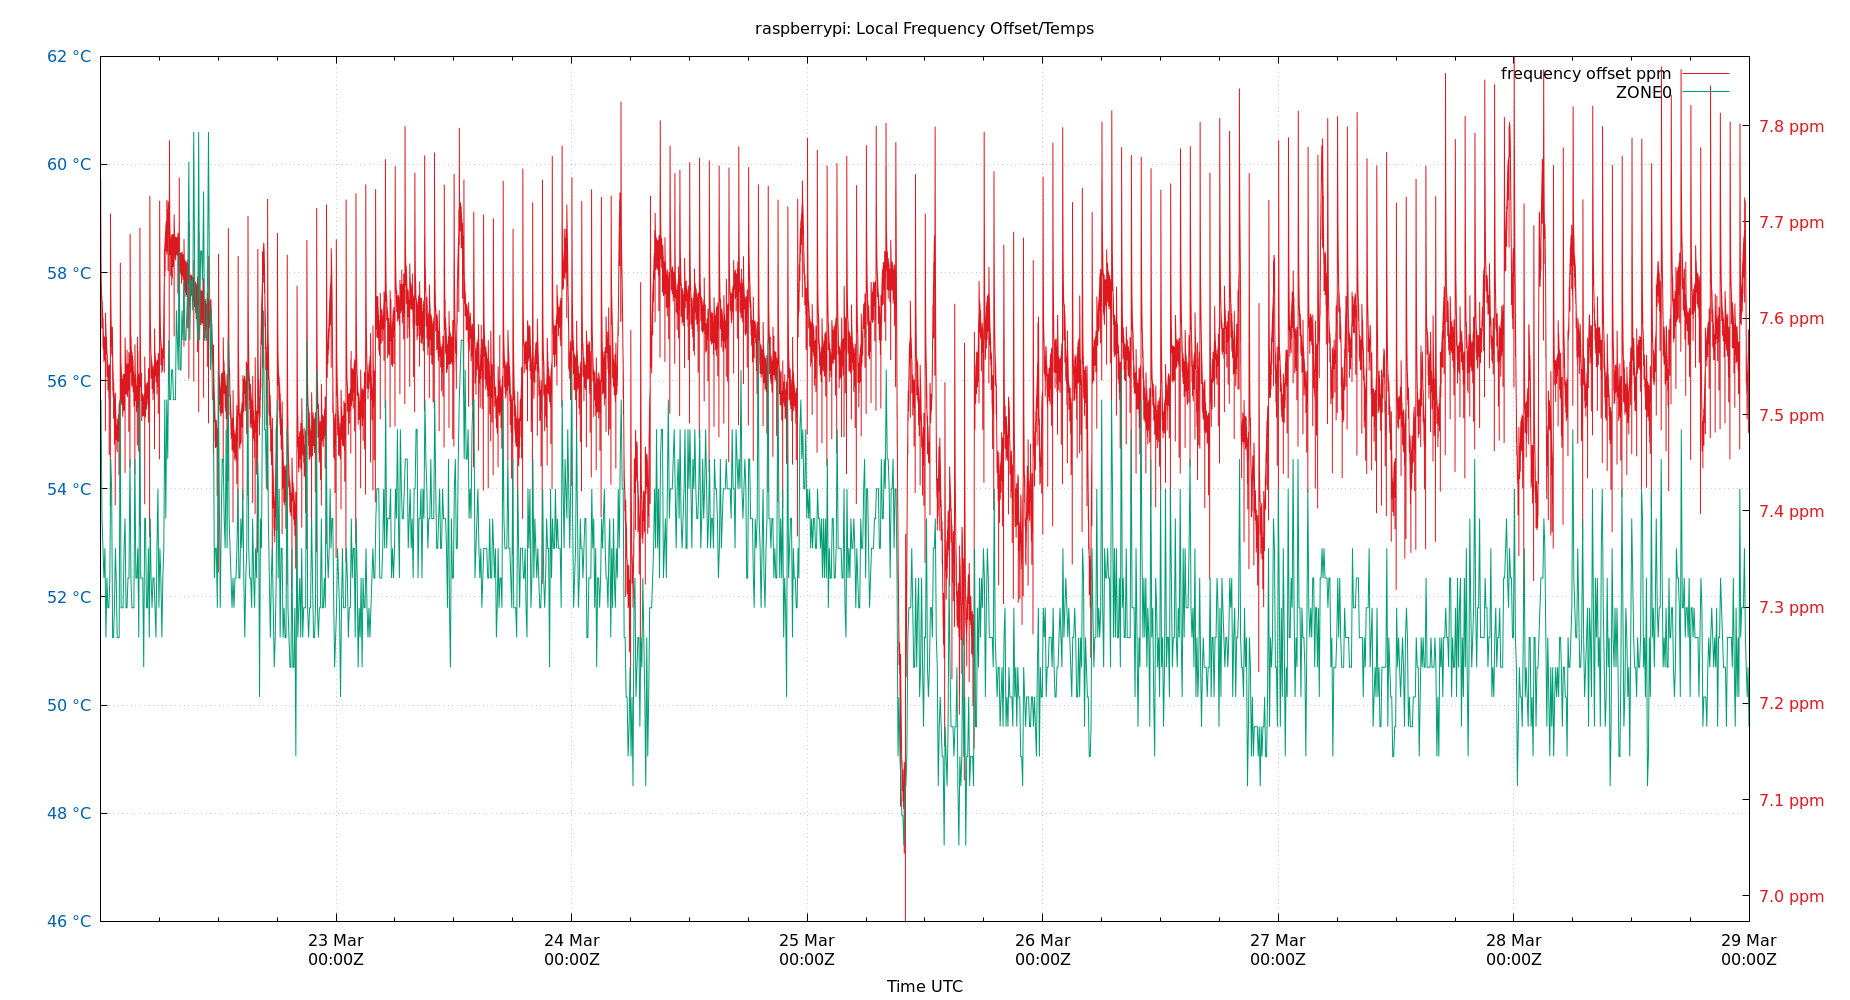 raspberrypi: Local Frequency Offset/Temps
62 °C
60 °C
58 °C
56 °C
54 °C
52 °C
50 °C
48 °C
46 °C
frequency offset ppm
ZONE0
7.8 ppm
7.7 ppm
7.6 ppm
7.5 ppm
7.4 ppm
7.3 ppm
7.2 ppm
7.1 ppm
7.0 ppm
23 Mar
00:00Z
24 Mar
00:00Z
25 Mar
00:00Z
26 Mar
00:00Z
27 Mar
00:00Z
28 Mar
00:00Z
29 Mar
00:00Z
Time UTC